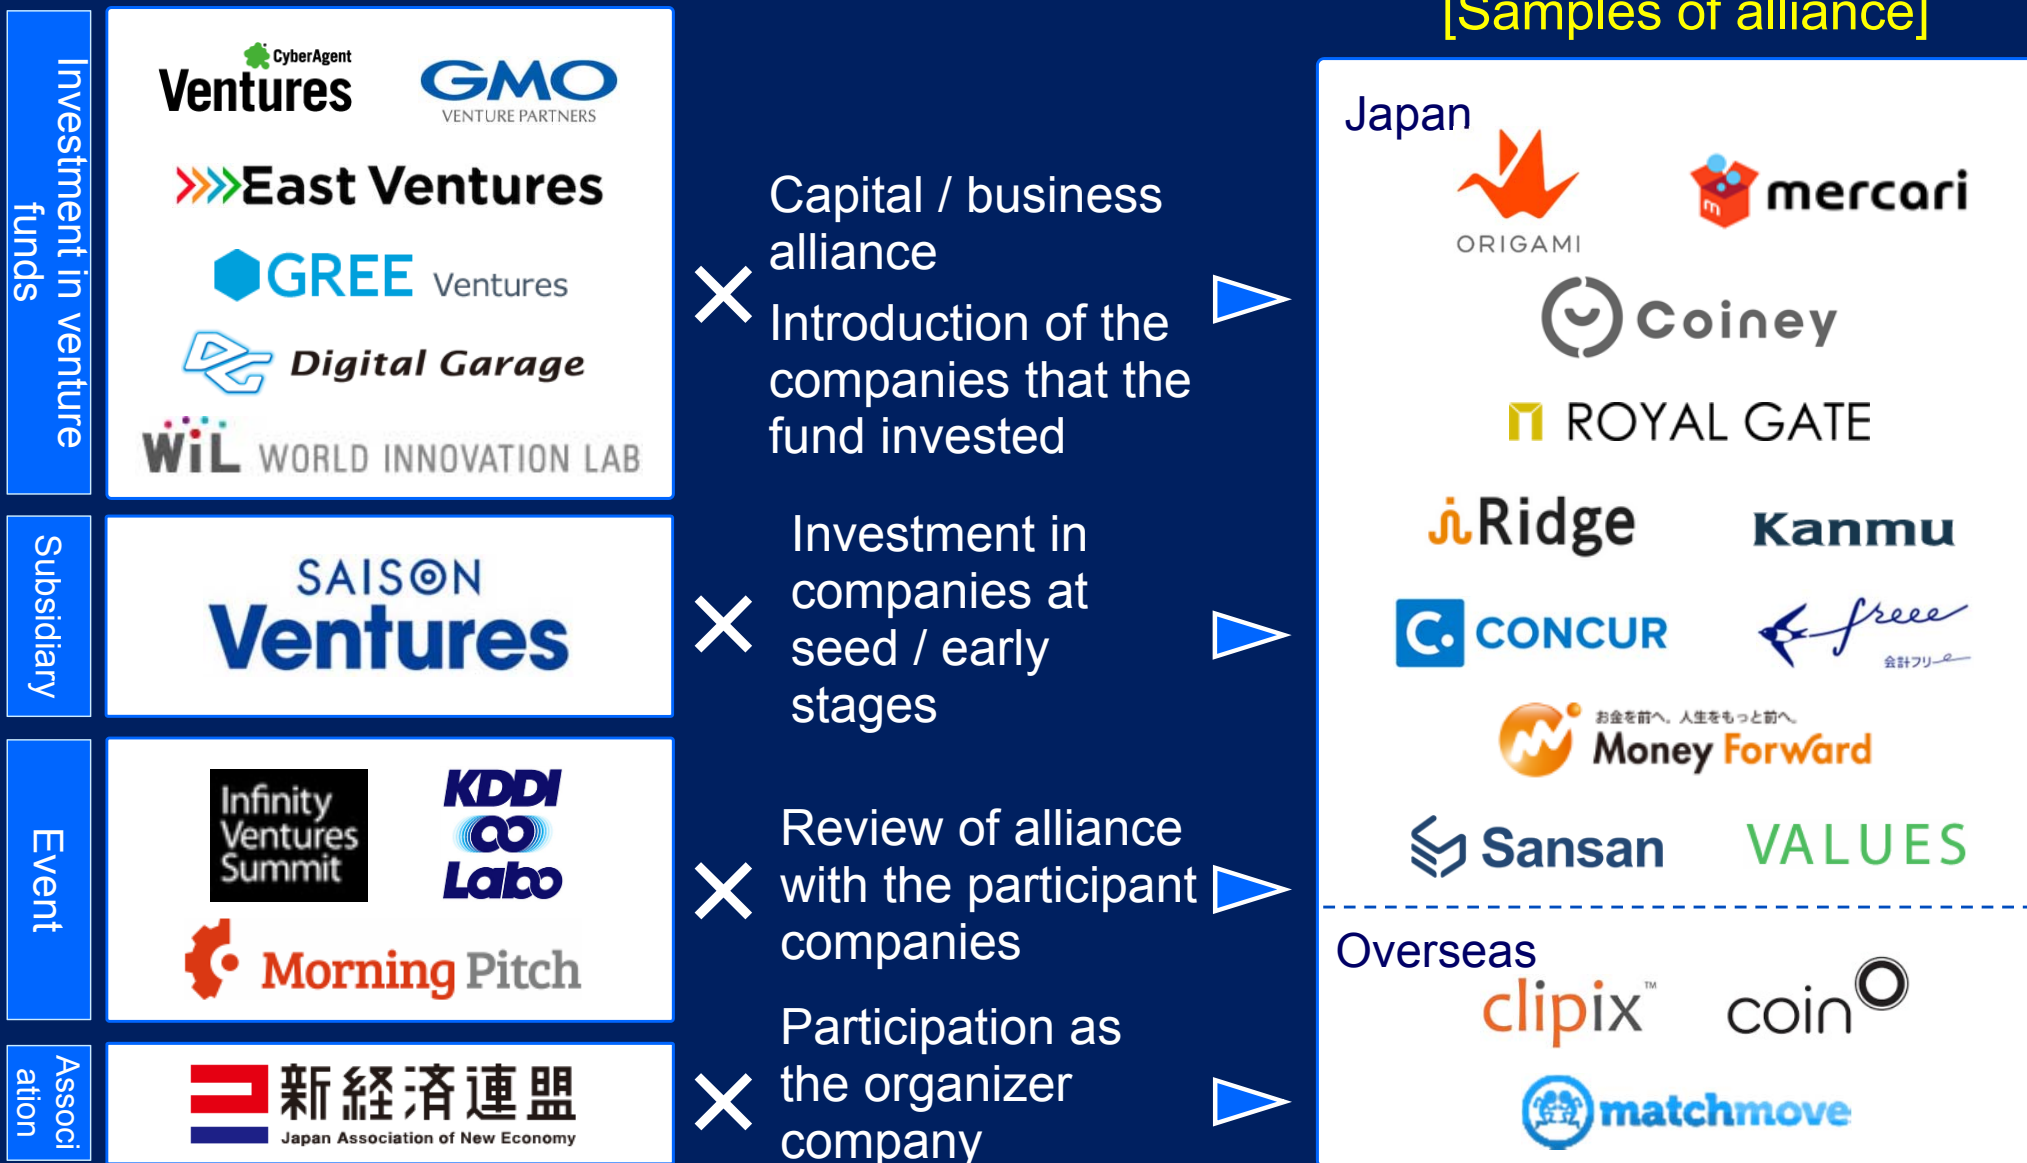 [Samples of alliance]
Investment in venture
funds
CyberAgent
Ventures
GMO
VENTURE PARTNERS
East Ventures
GREE Ventures
Digital Garage
WiL WORLD INNOVATION LAB
×
Capital / business
alliance
Introduction of the
companies that the
fund invested
Subsidiary
SAISON
Ventures
×
Investment in
companies at
seed / early
stages
Event
Infinity
Ventures
Summit
KDDI
∞
Labo
Morning Pitch
×
Review of alliance
with the participant
companies
Associ
ation
新経済連盟
Japan Association of New Economy
×
Participation as
the organizer
company
Japan
ORIGAMI
m
mercari
Coiney
ROYAL GATE
Ridge
Kanmu
C.
CONCUR
freee
会計フリー
お金を前へ。人生をもっと前へ。
Money Forward
Sansan
VALUES
Overseas
clipix™
coin
matchmove